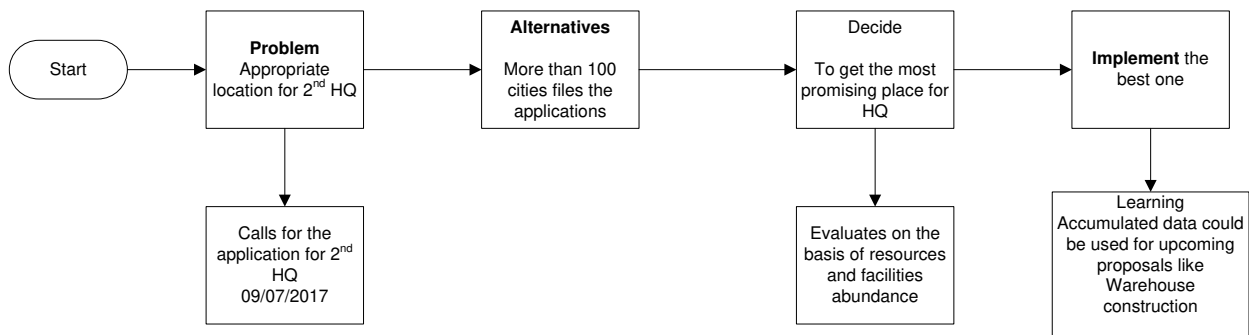 Start
Problem
Appropriate
location for 2nd HQ
Alternatives
More than 100
cities files the
applications
Decide
To get the most
promising place for
HQ
Implement the
best one
Calls for the
application for 2nd
HQ
09/07/2017
Evaluates on the
basis of resources
and facilities
abundance
Learning
Accumulated data could
be used for upcoming
proposals like
Warehouse
construction